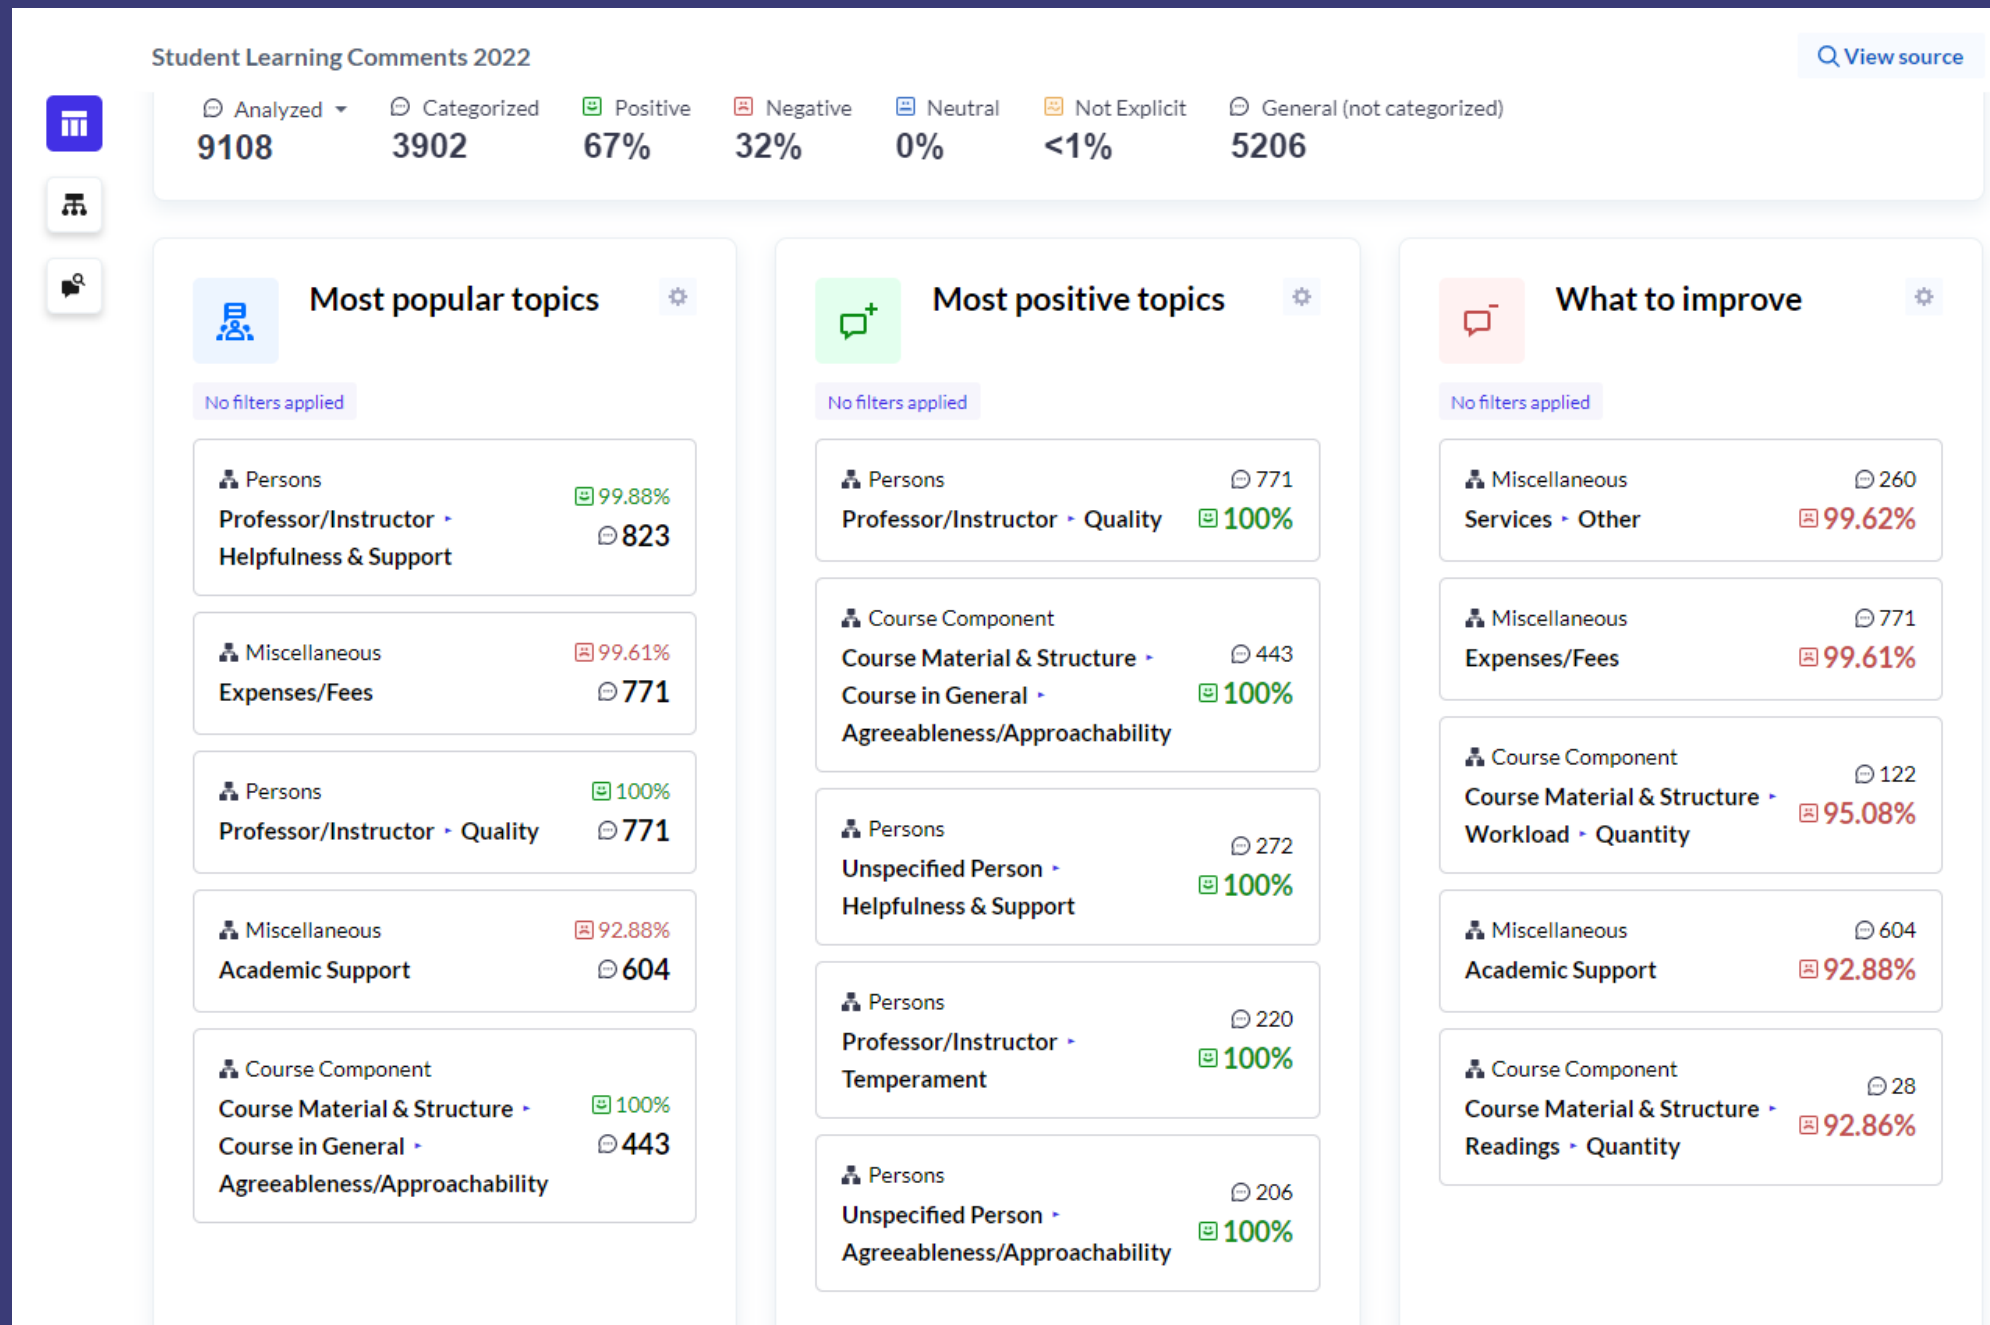 Student Learning Comments 2022
View source
Analyzed Categorized Positive Negative Neutral Not Explicit General (not categorized)
9108 3902 67% 32% 0% <1% 5206
Most popular topics
No filters applied
Persons
99.88%
Professor/Instructor
823
Helpfulness & Support
Miscellaneous 99.61%
Expenses/Fees 771
Persons 100%
Professor/Instructor Quality 771
Miscellaneous 92.88%
Academic Support 604
Course Component
Course Material & Structure 100%
Course in General 443
Agreeableness/Approachability
Most positive topics
No filters applied
Persons 771
Professor/Instructor Quality 100%
Course Component
Course Material & Structure 443
Course in General 100%
Agreeableness/Approachability
Persons
272
Unspecified Person
100%
Helpfulness & Support
Persons
220
Professor/Instructor
100%
Temperament
Persons
206
Unspecified Person
100%
Agreeableness/Approachability
What to improve
No filters applied
Miscellaneous 260
Services Other 99.62%
Miscellaneous 771
Expenses/Fees 99.61%
Course Component
122
Course Material & Structure
95.08%
Workload Quantity
Miscellaneous 604
Academic Support 92.88%
Course Component
28
Course Material & Structure
92.86%
Readings Quantity